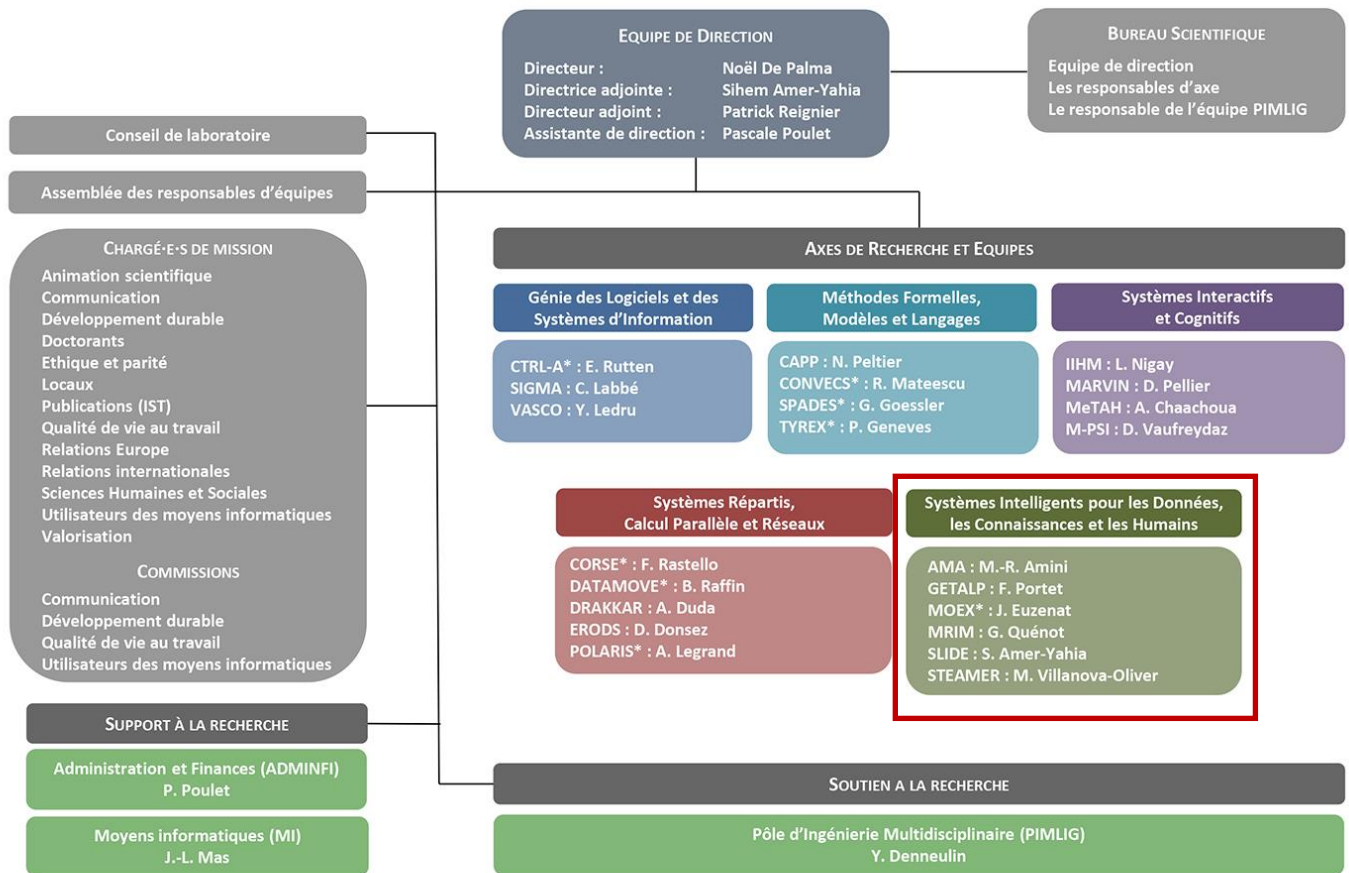 EQUIPE DE DIRECTION
Directeur : Noël De Palma
Directrice adjointe : Sihem Amer-Yahia
Directeur adjoint : Patrick Reignier
Assistante de direction : Pascale Poulet
BUREAU SCIENTIFIQUE
Equipe de direction
Les responsables d'axe
Le responsable de l'équipe PIMLIG
Conseil de laboratoire
Assemblée des responsables d'équipes
CHARGÉ·E·S DE MISSION
Animation scientifique
Communication
Développement durable
Doctorants
Ethique et parité
Locaux
Publications (IST)
Qualité de vie au travail
Relations Europe
Relations internationales
Sciences Humaines et Sociales
Utilisateurs des moyens informatiques
Valorisation
COMMISSIONS
Communication
Développement durable
Qualité de vie au travail
Utilisateurs des moyens informatiques
SUPPORT À LA RECHERCHE
Administration et Finances (ADMINFI)
P. Poulet
Moyens informatiques (MI)
J.-L. Mas
AXES DE RECHERCHE ET EQUIPES
Génie des Logiciels et des
Systèmes d'Information
CTRL-A* : E. Rutten
SIGMA : C. Labbé
VASCO : Y. Ledru
Méthodes Formelles,
Modèles et Langages
CAPP : N. Peltier
CONVECS* : R. Mateescu
SPADES* : G. Goessler
TYREX* : P. Geneves
Systèmes Interactifs
et Cognitifs
IIHM : L. Nigay
MARVIN : D. Pellier
MeTAH : A. Chaachoua
M-PSI : D. Vaufreydaz
Systèmes Répartis,
Calcul Parallèle et Réseaux
CORSE* : F. Rastello
DATAMOVE* : B. Raffin
DRAKKAR : A. Duda
ERODS : D. Donsez
POLARIS* : A. Legrand
Systèmes Intelligents pour les Données,
les Connaissances et les Humains
AMA : M.-R. Amini
GETALP : F. Portet
MOEX* : J. Euzenat
MRIM : G. Quénot
SLIDE : S. Amer-Yahia
STEAMER : M. Villanova-Oliver
SOUTIEN A LA RECHERCHE
Pôle d'Ingénierie Multidisciplinaire (PIMLIG)
Y. Denneulin